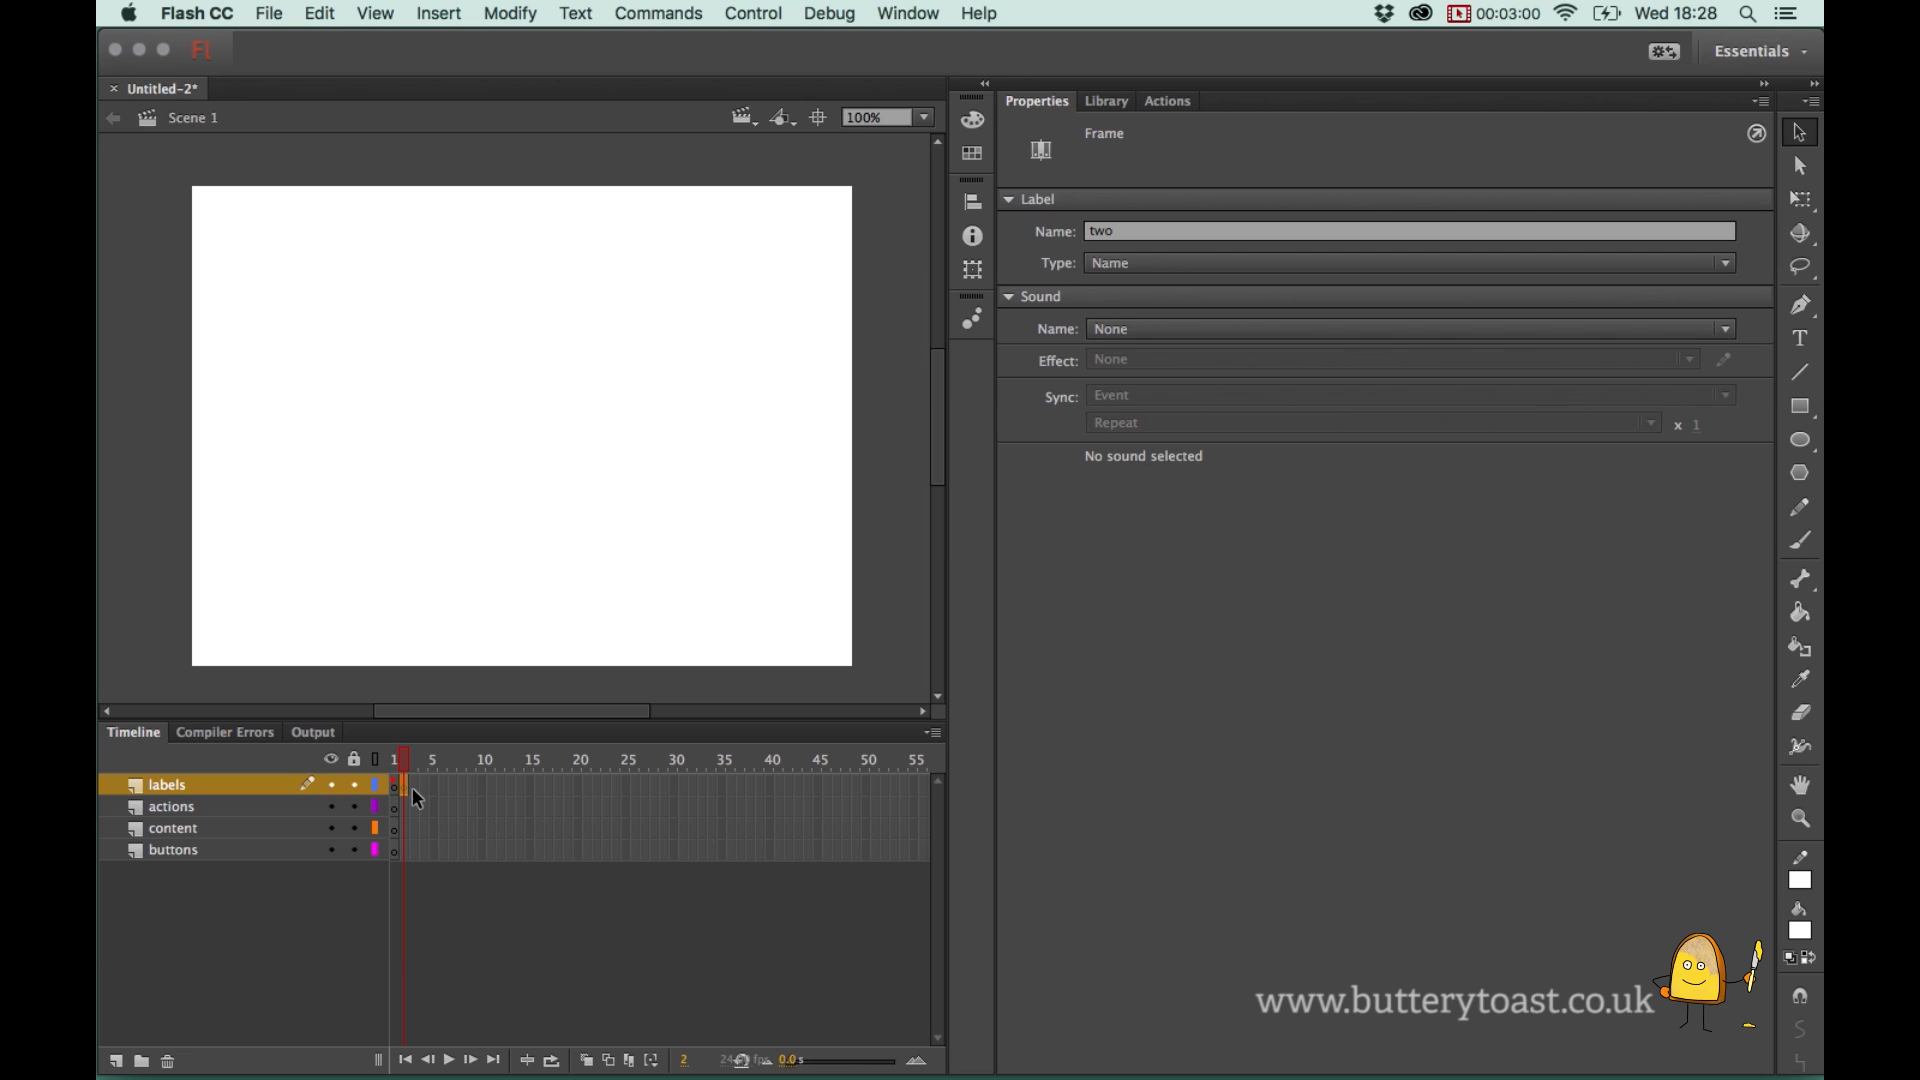 Flash CC File Edit View Insert Modify Text Commands Control Debug Window Help 00:03:00 Wed 18:28
Fl Essentials
Untitled-2*
Scene 1 100%
Properties Library Actions
Frame
Label
Name: two
Type: Name
Sound
Name: None
Effect: None
Sync: Event
Repeat x 1
No sound selected
Timeline Compiler Errors Output
1 5 10 15 20 25 30 35 40 45 50 55
labels
actions
content
buttons
www.butterytoast.co.uk
2 0.0s